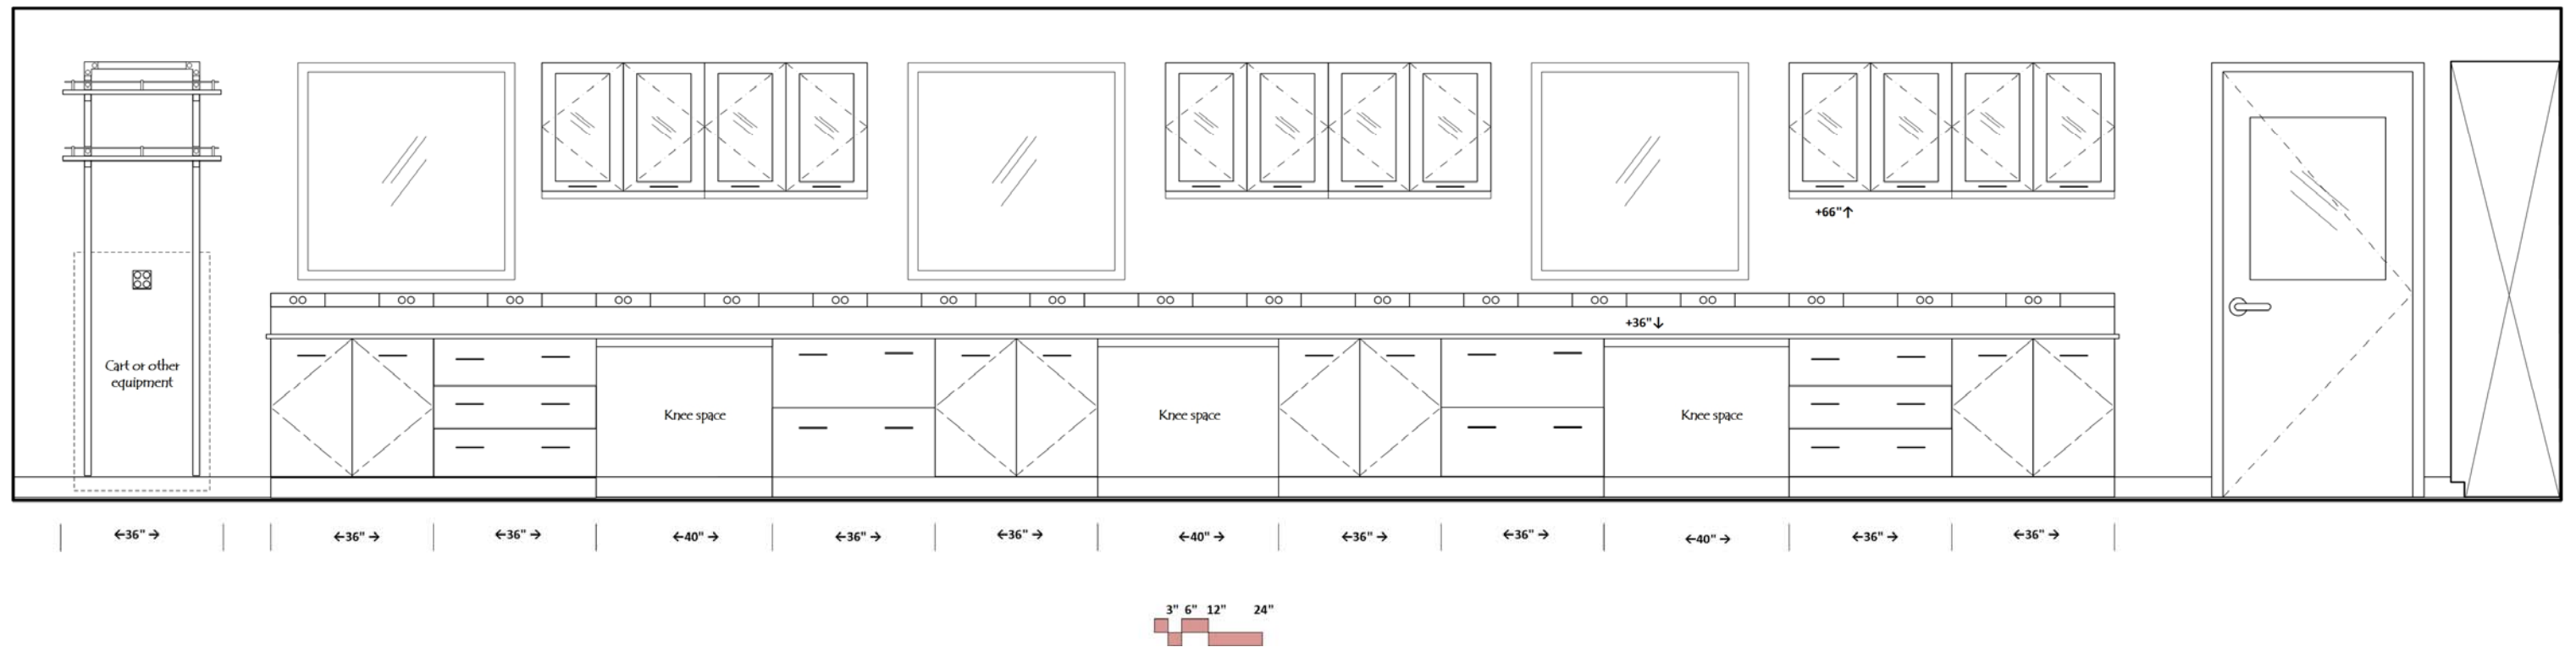 +66"↑
+36"↓
Cart or other
equipment
Knee space
Knee space
Knee space
←36" →
←36" →
←36" →
←40" →
←36" →
←36" →
←40" →
←36" →
←36" →
←40" →
←36" →
←36" →
3" 6" 12" 24"